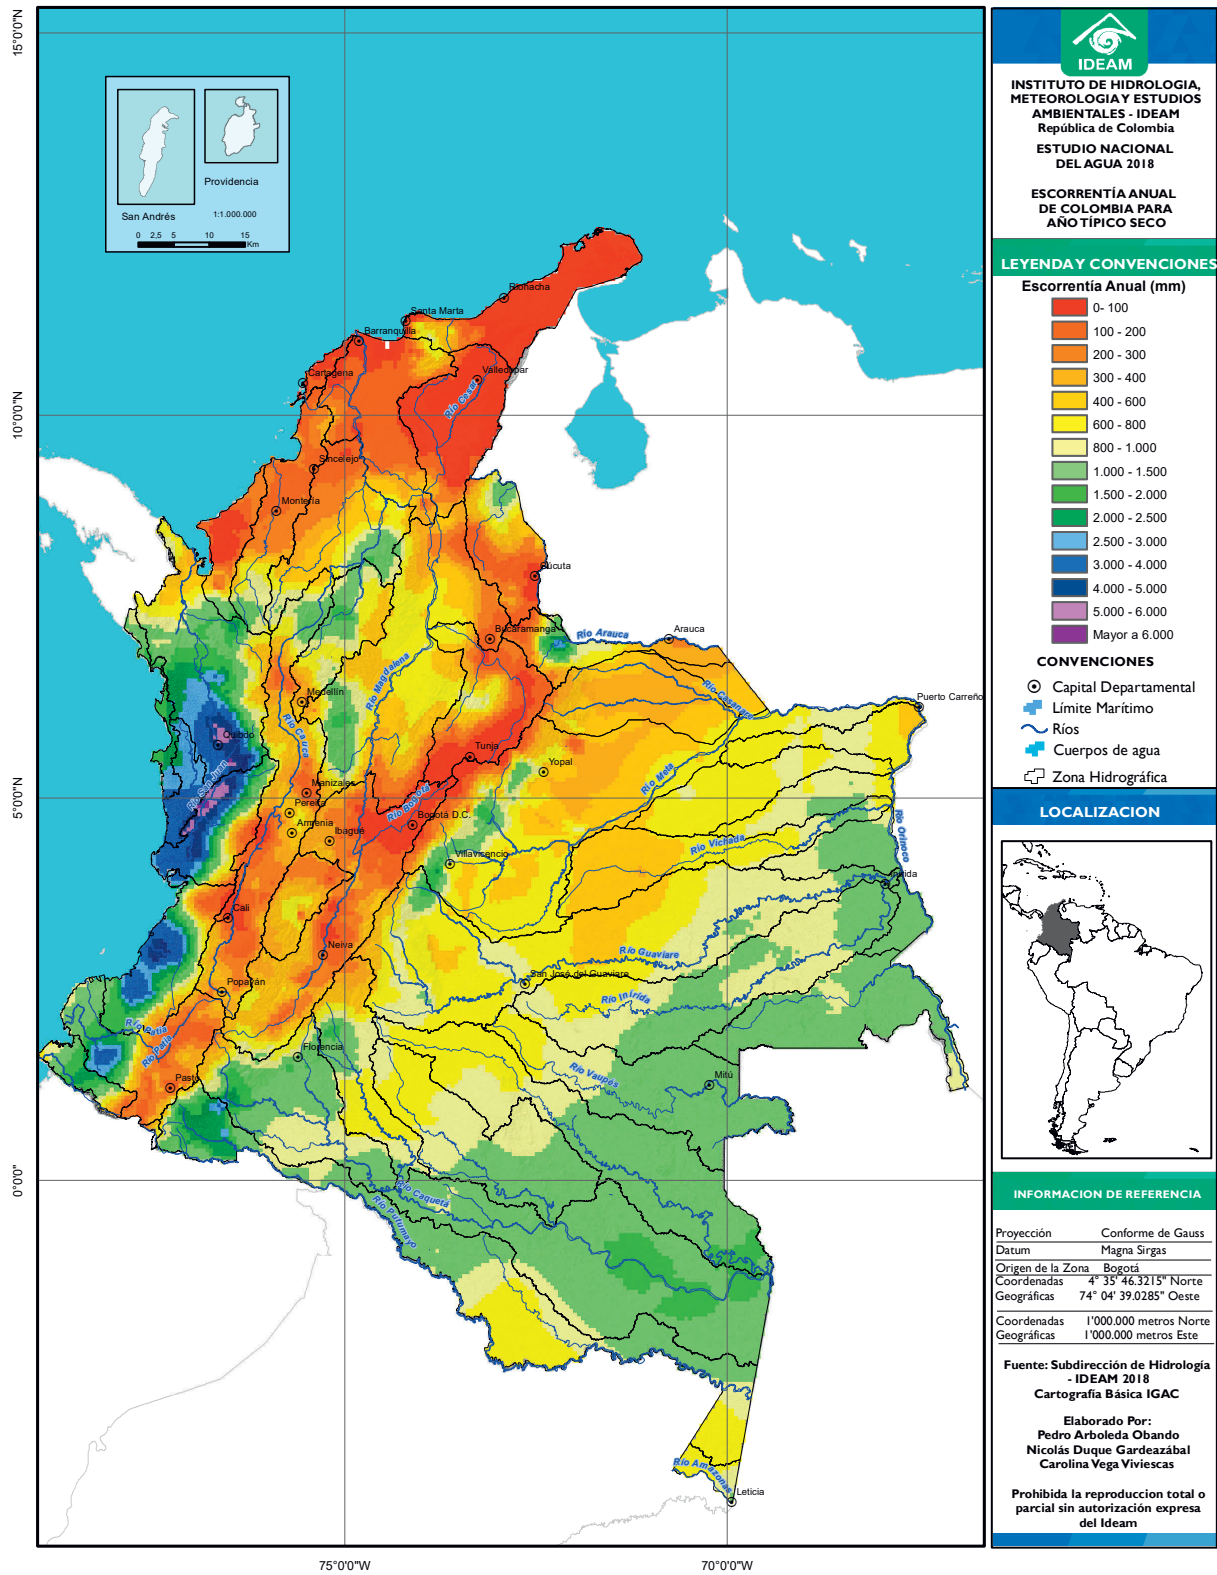 15°0'0"N
10°0'0"N
5°0'0"N
0°0'0"
75°0'0"W
70°0'0"W
San Andrés
Providencia
1:1.000.000
0 2,5 5 10 15
Km
Riohacha
Santa Marta
Barranquilla
Cartagena
Valledupar
Río Cesar
Sincelejo
Montería
Cúcuta
Bucaramanga
Río Arauca
Arauca
Río Magdalena
Medellín
Río Casanare
Puerto Carreño
Río Cauca
Quibdó
Tunja
Yopal
Río Meta
Río San Juan
Manizales
Pereira
Río Bogotá
Armenia
Bogotá D.C.
Ibagué
Río Orinoco
Río Vichada
Villavicencio
Inírida
Cali
Neiva
Río Guaviare
San José del Guaviare
Popayán
Río Inírida
Río Patía
Río Patía
Florencia
Río Vaupés
Mitú
Pasto
Río Caquetá
Río Putumayo
Río Amazonas
Leticia
IDEAM
INSTITUTO DE HIDROLOGIA,
METEOROLOGIA Y ESTUDIOS
AMBIENTALES - IDEAM
República de Colombia
ESTUDIO NACIONAL
DEL AGUA 2018
ESCORRENTÍA ANUAL
DE COLOMBIA PARA
AÑO TÍPICO SECO
LEYENDA Y CONVENCIONES
Escorrentía Anual (mm)
0- 100
100 - 200
200 - 300
300 - 400
400 - 600
600 - 800
800 - 1.000
1.000 - 1.500
1.500 - 2.000
2.000 - 2.500
2.500 - 3.000
3.000 - 4.000
4.000 - 5.000
5.000 - 6.000
Mayor a 6.000
CONVENCIONES
Capital Departamental
Límite Marítimo
Ríos
Cuerpos de agua
Zona Hidrográfica
LOCALIZACION
INFORMACION DE REFERENCIA
Proyección Conforme de Gauss
Datum Magna Sirgas
Origen de la Zona Bogotá
Coordenadas 4° 35' 46.3215" Norte
Geográficas 74° 04' 39.0285" Oeste
Coordenadas 1'000.000 metros Norte
Geográficas 1'000.000 metros Este
Fuente: Subdirección de Hidrología
- IDEAM 2018
Cartografía Básica IGAC
Elaborado Por:
Pedro Arboleda Obando
Nicolás Duque Gardeazábal
Carolina Vega Viviescas
Prohibida la reproduccion total o
parcial sin autorización expresa
del Ideam